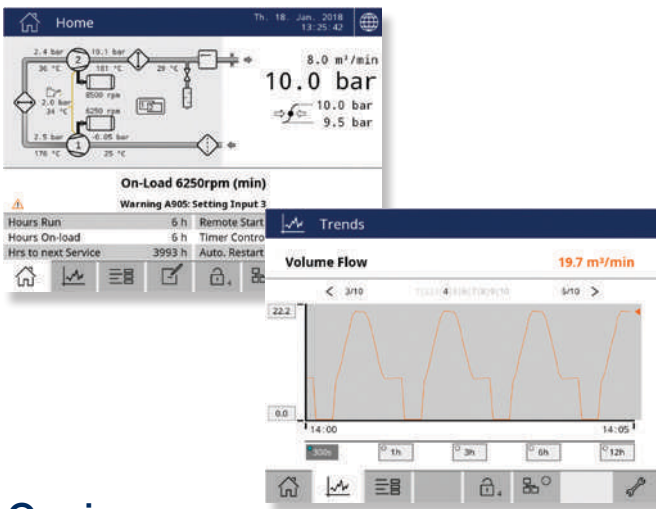 Home
Th. 18. Jan. 2018
13:25:42
2.4 bar
10.1 bar
2
36 °C
181 °C
29 °C
8.0 m³/min
10.0 bar
8500 rpm
2.0 bar
34 °C
6250 rpm
10.0 bar
9.5 bar
2.5 bar
-0.05 bar
1
176 °C
25 °C
On-Load 6250rpm (min)
Warning A905: Setting Input 3
Hours Run 6 h Remote Start
Hours On-load 6 h Timer Contro
Hrs to next Service 3993 h Auto. Restart
4
Trends
Volume Flow 19.7 m³/min
< 3/10 4 5/10 >
22.2
0.0
14:00 14:05
300s 1h 3h 6h 12h
4